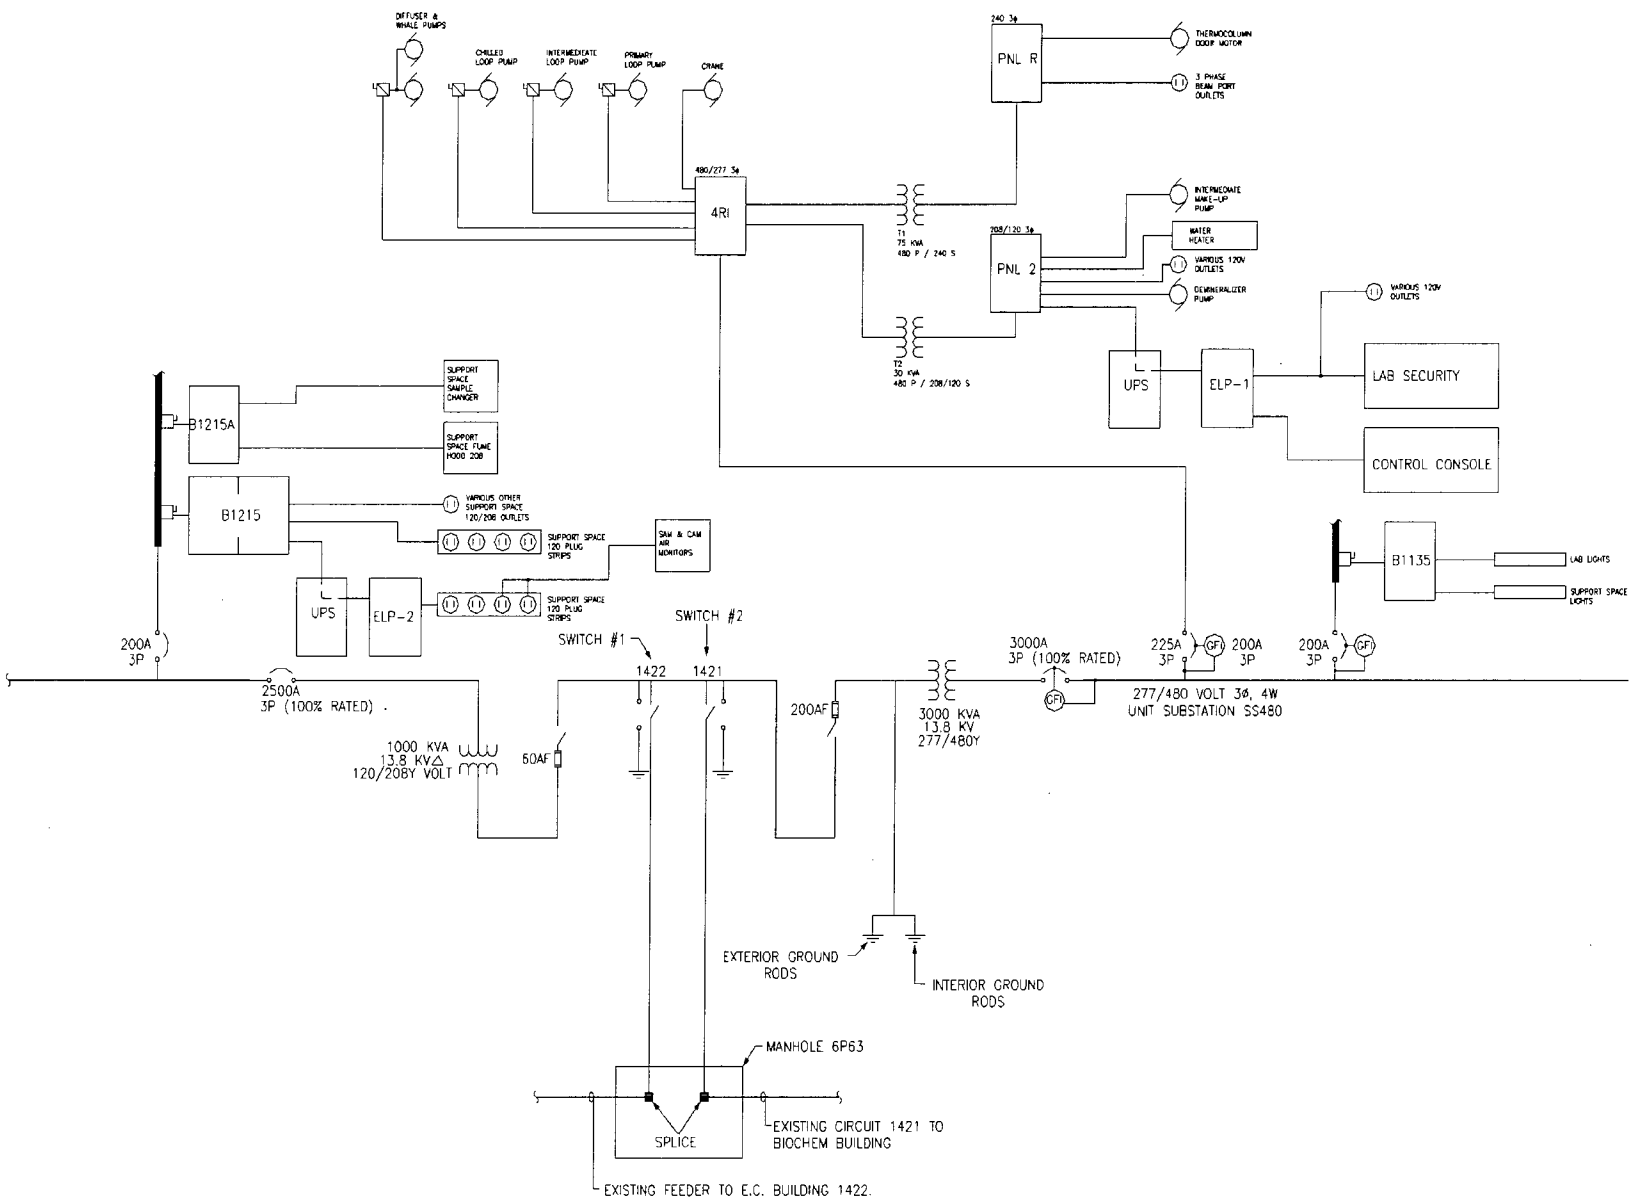 DIFFUSER &
WHALE PUMPS
CHILLED
LOOP PUMP
INTERMEDIATE
LOOP PUMP
PRIMARY
LOOP PUMP
CRANE
240 3ϕ
PNL R
THERMOCOLUMN
DOOR MOTOR
3 PHASE
BEAM PORT
OUTLETS
480/277 3ϕ
4RI
T1
75 KVA
480 P / 240 S
208/120 3ϕ
PNL 2
INTERMEDIATE
MAKE-UP
PUMP
WATER
HEATER
VARIOUS 120V
OUTLETS
DEMINERALIZER
PUMP
VARIOUS 120V
OUTLETS
T2
30 KVA
480 P / 208/120 S
UPS
ELP-1
LAB SECURITY
CONTROL CONSOLE
B1215A
SUPPORT
SPACE
SAMPLE
CHANGER
SUPPORT
SPACE FUME
HOOD 208
B1215
VARIOUS OTHER
SUPPORT SPACE
120/208 OUTLETS
SUPPORT SPACE
120 PLUG
STRIPS
SAM & CAM
AIR
MONITORS
UPS
ELP-2
SUPPORT SPACE
120 PLUG
STRIPS
B1135
LAB LIGHTS
SUPPORT SPACE
LIGHTS
200A
3P
SWITCH #1
SWITCH #2
1422
1421
3000A
3P (100% RATED)
GFI
225A
3P
GFI
200A
3P
200A
3P
GFI
2500A
3P (100% RATED)
277/480 VOLT 3ϕ, 4W
UNIT SUBSTATION SS480
1000 KVA
13.8 KV△
120/208Y VOLT
60AF
200AF
3000 KVA
13.8 KV
277/480Y
EXTERIOR GROUND
RODS
INTERIOR GROUND
RODS
MANHOLE 6P63
SPLICE
EXISTING CIRCUIT 1421 TO
BIOCHEM BUILDING
EXISTING FEEDER TO E.C. BUILDING 1422.